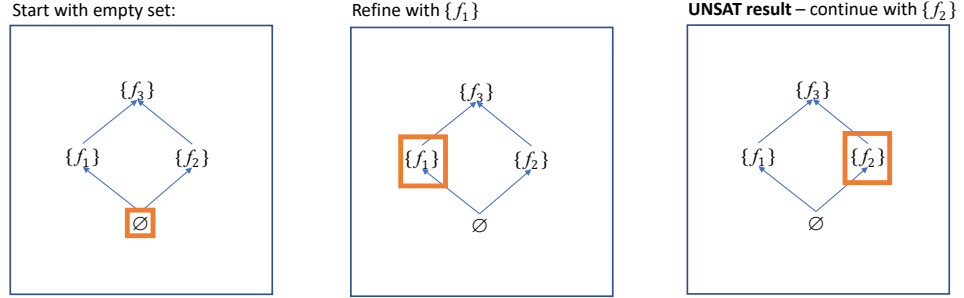 Start with empty set:
{f₃}
{f₁} {f₂}
∅
Refine with {f₁}
{f₃}
{f₁} {f₂}
∅
UNSAT result – continue with {f₂}
{f₃}
{f₁} {f₂}
∅